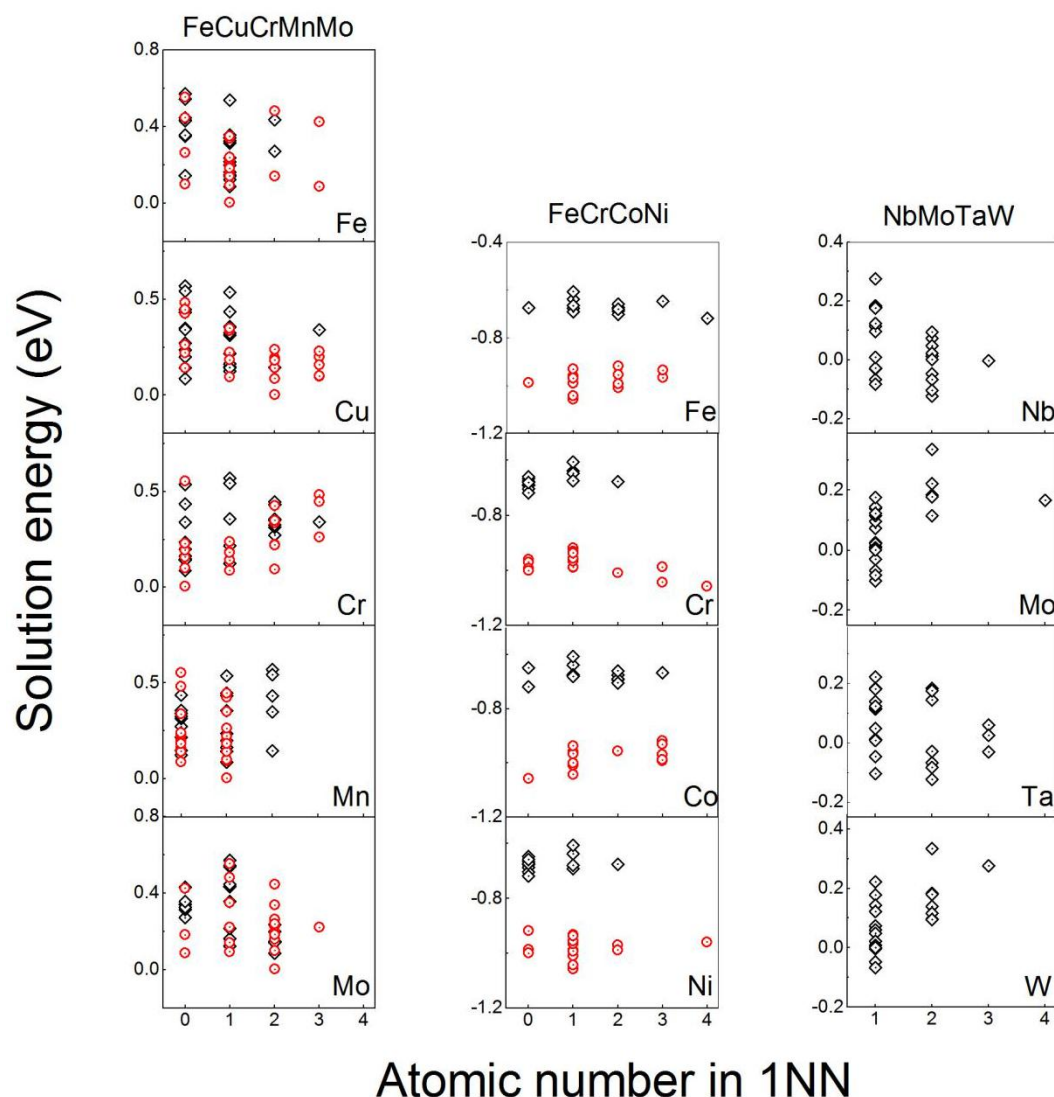 FeCuCrMnMo
0.8
0.4
0.0
Fe
0.5
0.0
Cu
0.5
0.0
Cr
0.5
0.0
Mn
0.8
0.4
0.0
Mo
0 1 2 3 4
FeCrCoNi
-0.4
-0.8
-1.2
Fe
-0.8
-1.2
Cr
-0.8
-1.2
Co
-0.8
-1.2
Ni
0 1 2 3 4
NbMoTaW
0.4
0.2
0.0
-0.2
Nb
0.2
0.0
-0.2
Mo
0.2
0.0
-0.2
Ta
0.4
0.2
0.0
-0.2
W
1 2 3 4
Solution energy (eV)
Atomic number in 1NN